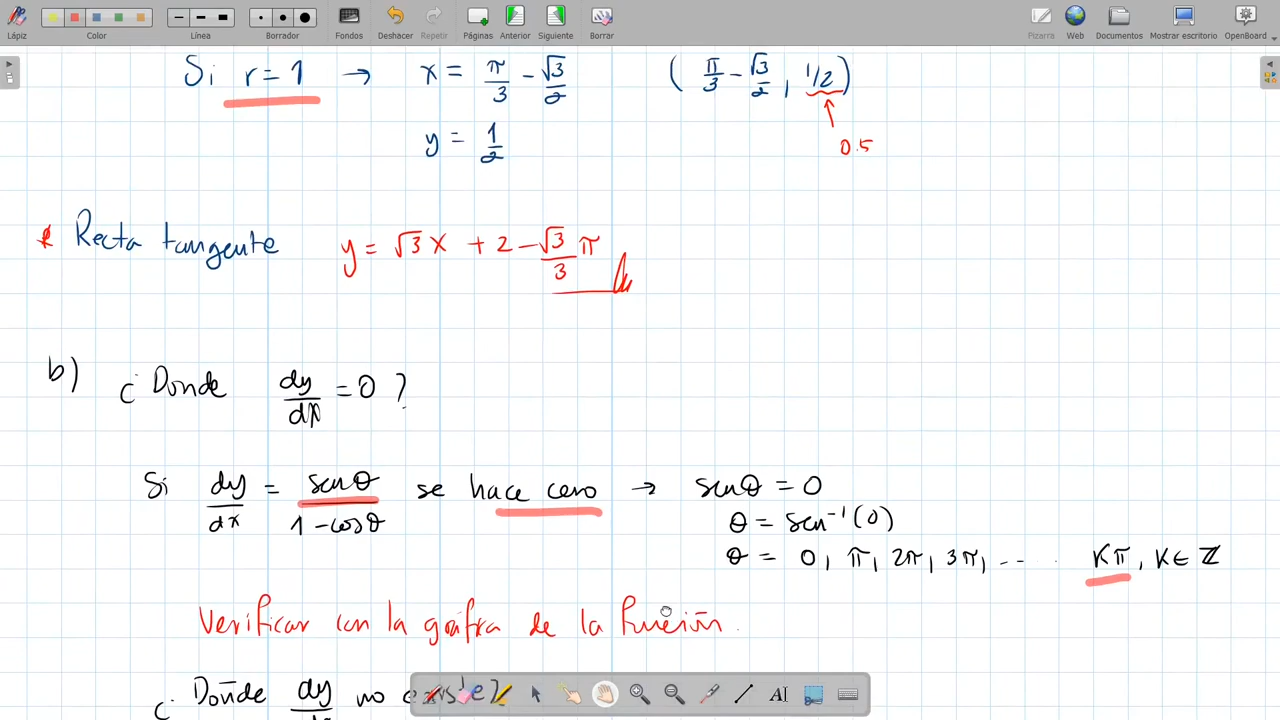 Lápiz Color Línea Borrador Fondos Deshacer Repetir Páginas Anterior Siguiente Borrar Pizarra Web Documentos Mostrar escritorio OpenBoard
Si r = 1 → x = π/3 - √3/2 ( π/3 - √3/2 , 1/2 )
y = 1/2 0.5
* Recta tangente y = √3 x + 2 - √3/3 π
b) ¿ Donde dy/dx = 0 ?
Si dy/dx = senθ/1-cosθ se hace cero → senθ = 0
θ = sen⁻¹(0)
θ = 0, π, 2π, 3π, ... Kπ, K∈ℤ
Verificar con la gráfica de la función.
¿ Donde dy/dx no existe?
AI